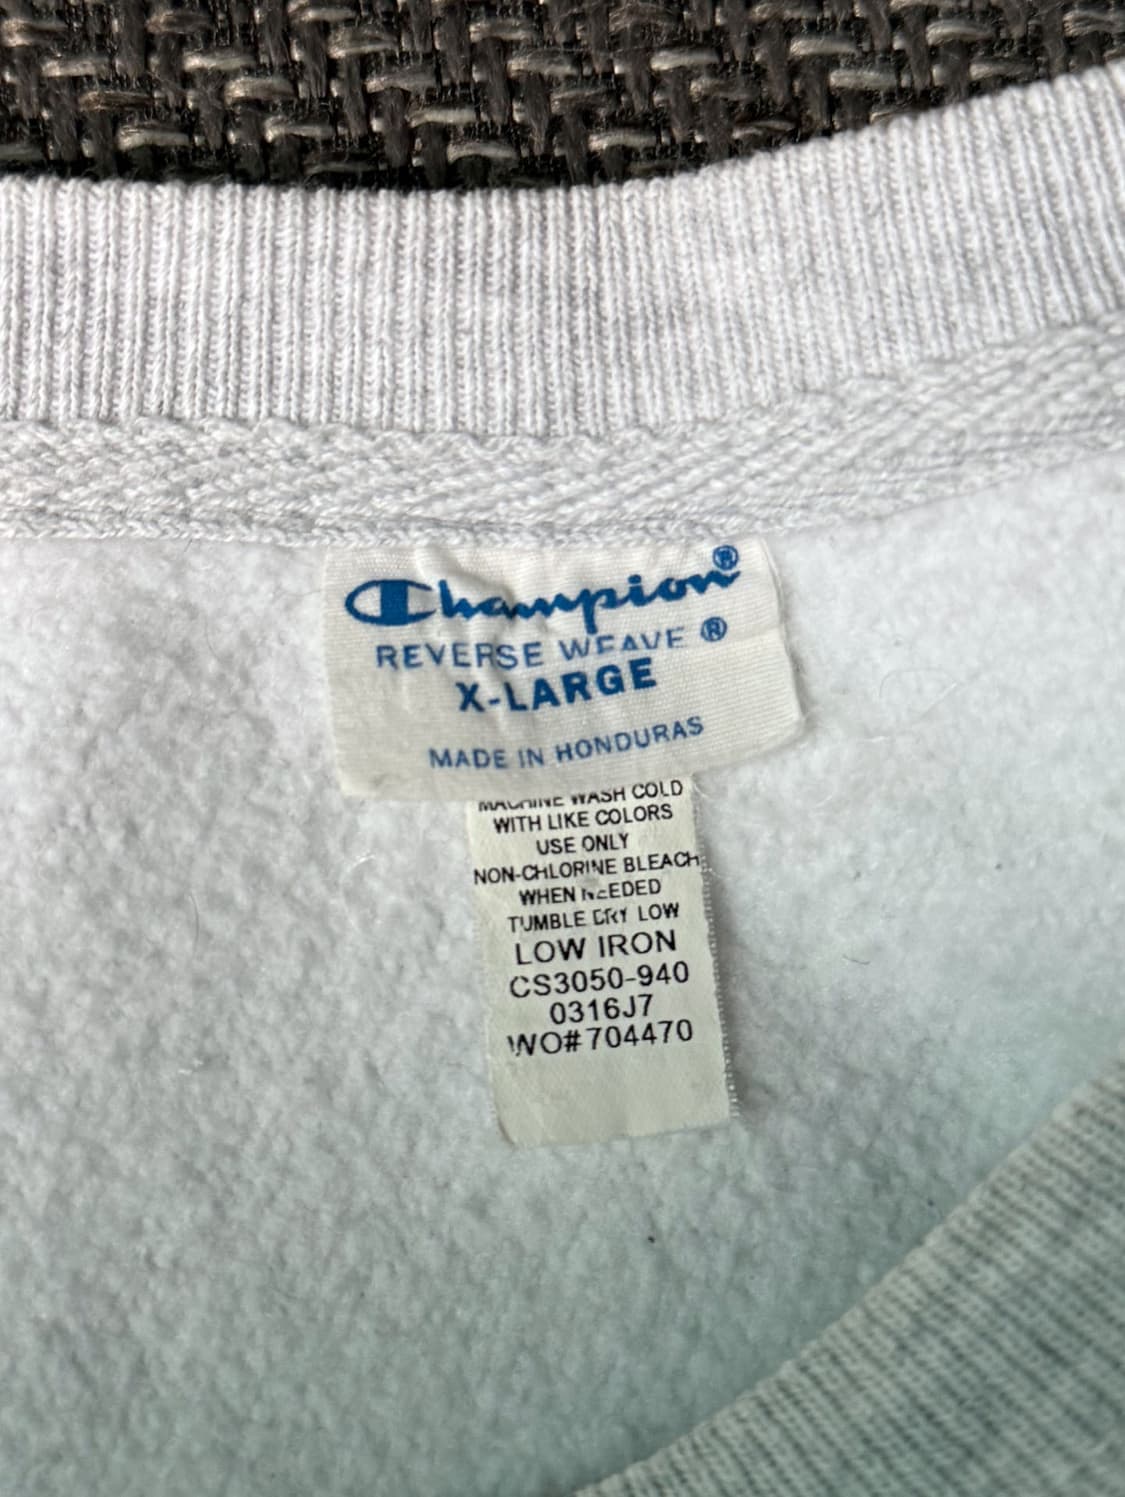 Champion®
REVERSE WEAVE ®
X-LARGE
MADE IN HONDURAS
MACHINE WASH COLD
WITH LIKE COLORS
USE ONLY
NON-CHLORINE BLEACH
WHEN NEEDED
TUMBLE DRY LOW
LOW IRON
CS3050-940
0316J7
WO#704470